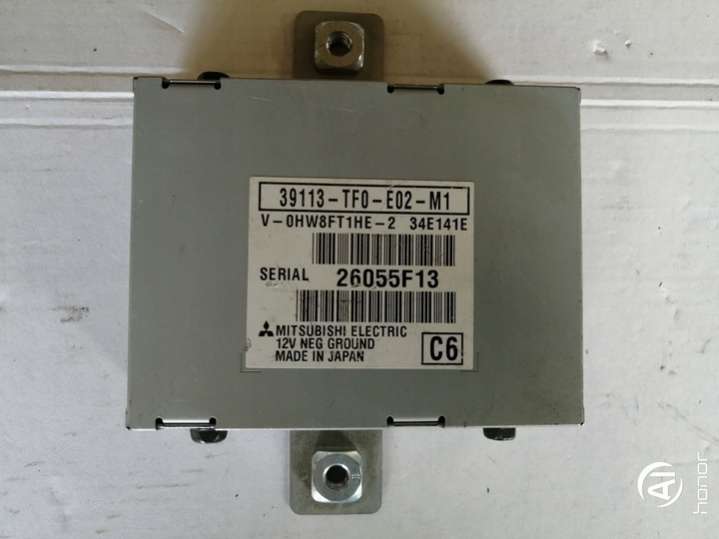 39113-TF0-E02-M1
V-0HW8FT1HE-2 34E141E
SERIAL 26055F13
MITSUBISHI ELECTRIC
12V NEG GROUND
MADE IN JAPAN
C6
AI
honor